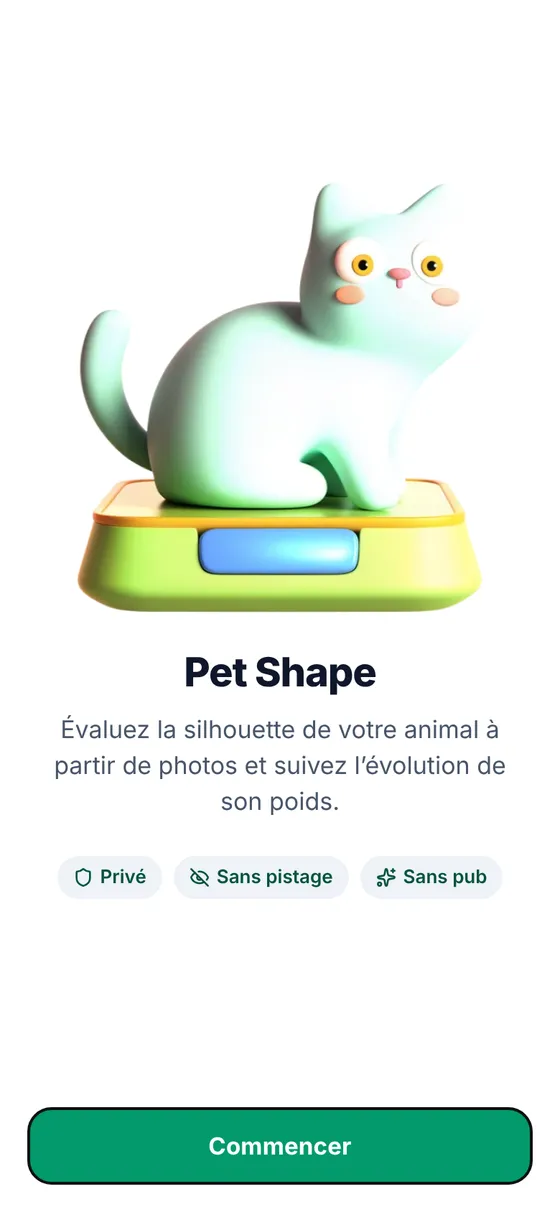 Pet Shape
Évaluez la silhouette de votre animal à
partir de photos et suivez l’évolution de
son poids.
Privé
Sans pistage
Sans pub
Commencer